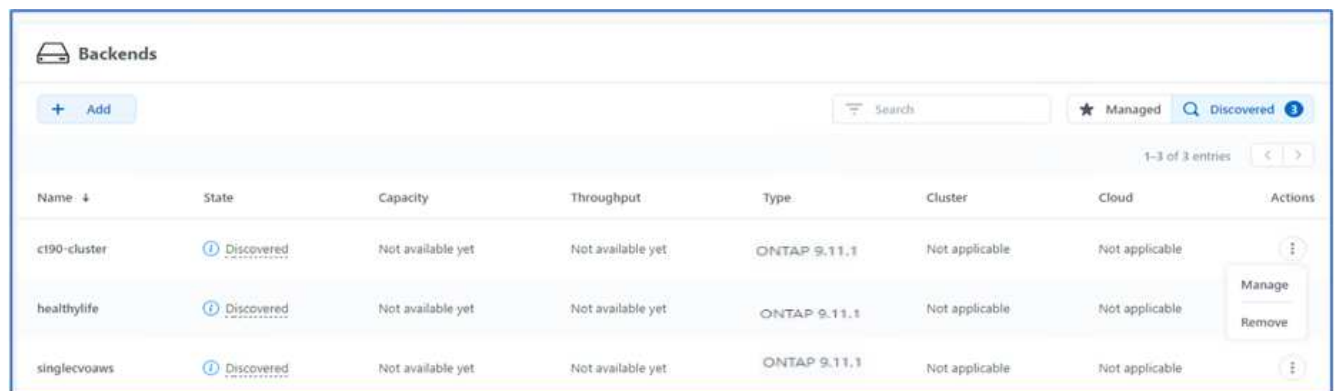 Backends
+ Add Search Managed Discovered 3
1–3 of 3 entries < >
Name ↓ State Capacity Throughput Type Cluster Cloud Actions
c190-cluster Discovered Not available yet Not available yet ONTAP 9.11.1 Not applicable Not applicable
Manage
healthylife Discovered Not available yet Not available yet ONTAP 9.11.1 Not applicable Not applicable
Remove
singlecvoaws Discovered Not available yet Not available yet ONTAP 9.11.1 Not applicable Not applicable